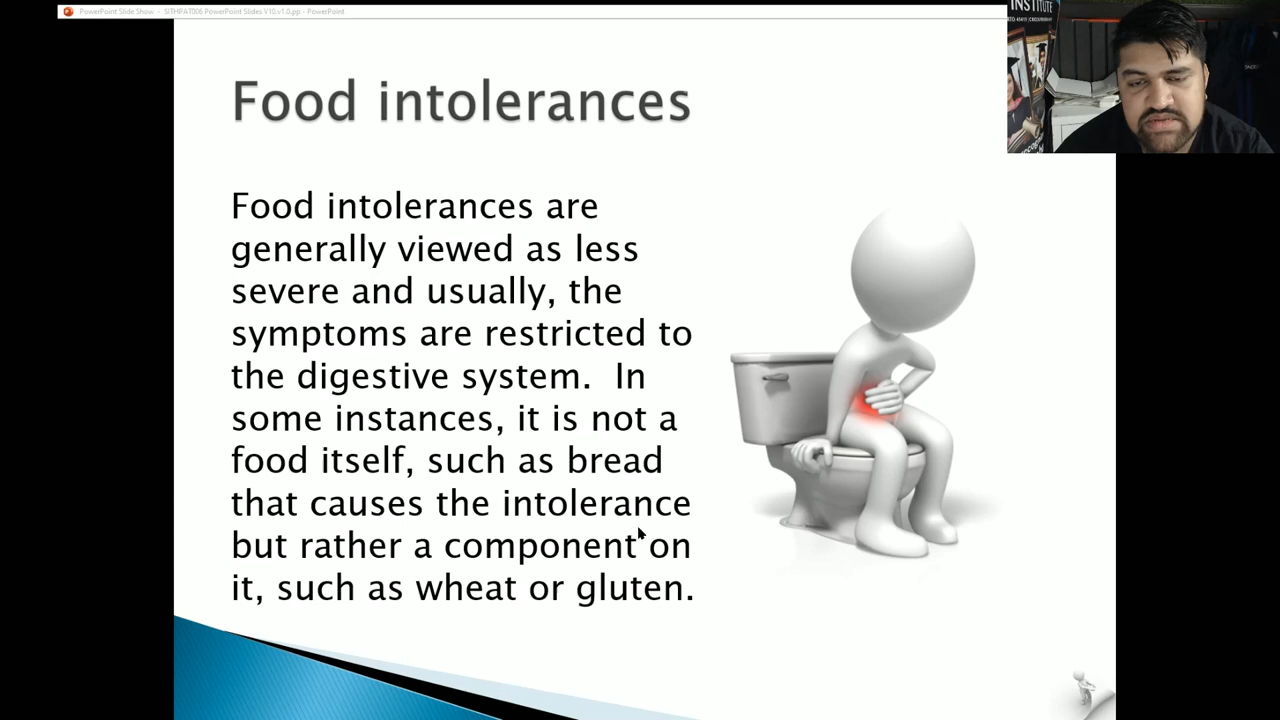 PowerPoint Slide Show - SITHPAT006 PowerPoint Slides V10.v1.0.pp - PowerPoint
INSTITUTE
Food intolerances
Food intolerances are
generally viewed as less
severe and usually, the
symptoms are restricted to
the digestive system. In
some instances, it is not a
food itself, such as bread
that causes the intolerance
but rather a component on
it, such as wheat or gluten.